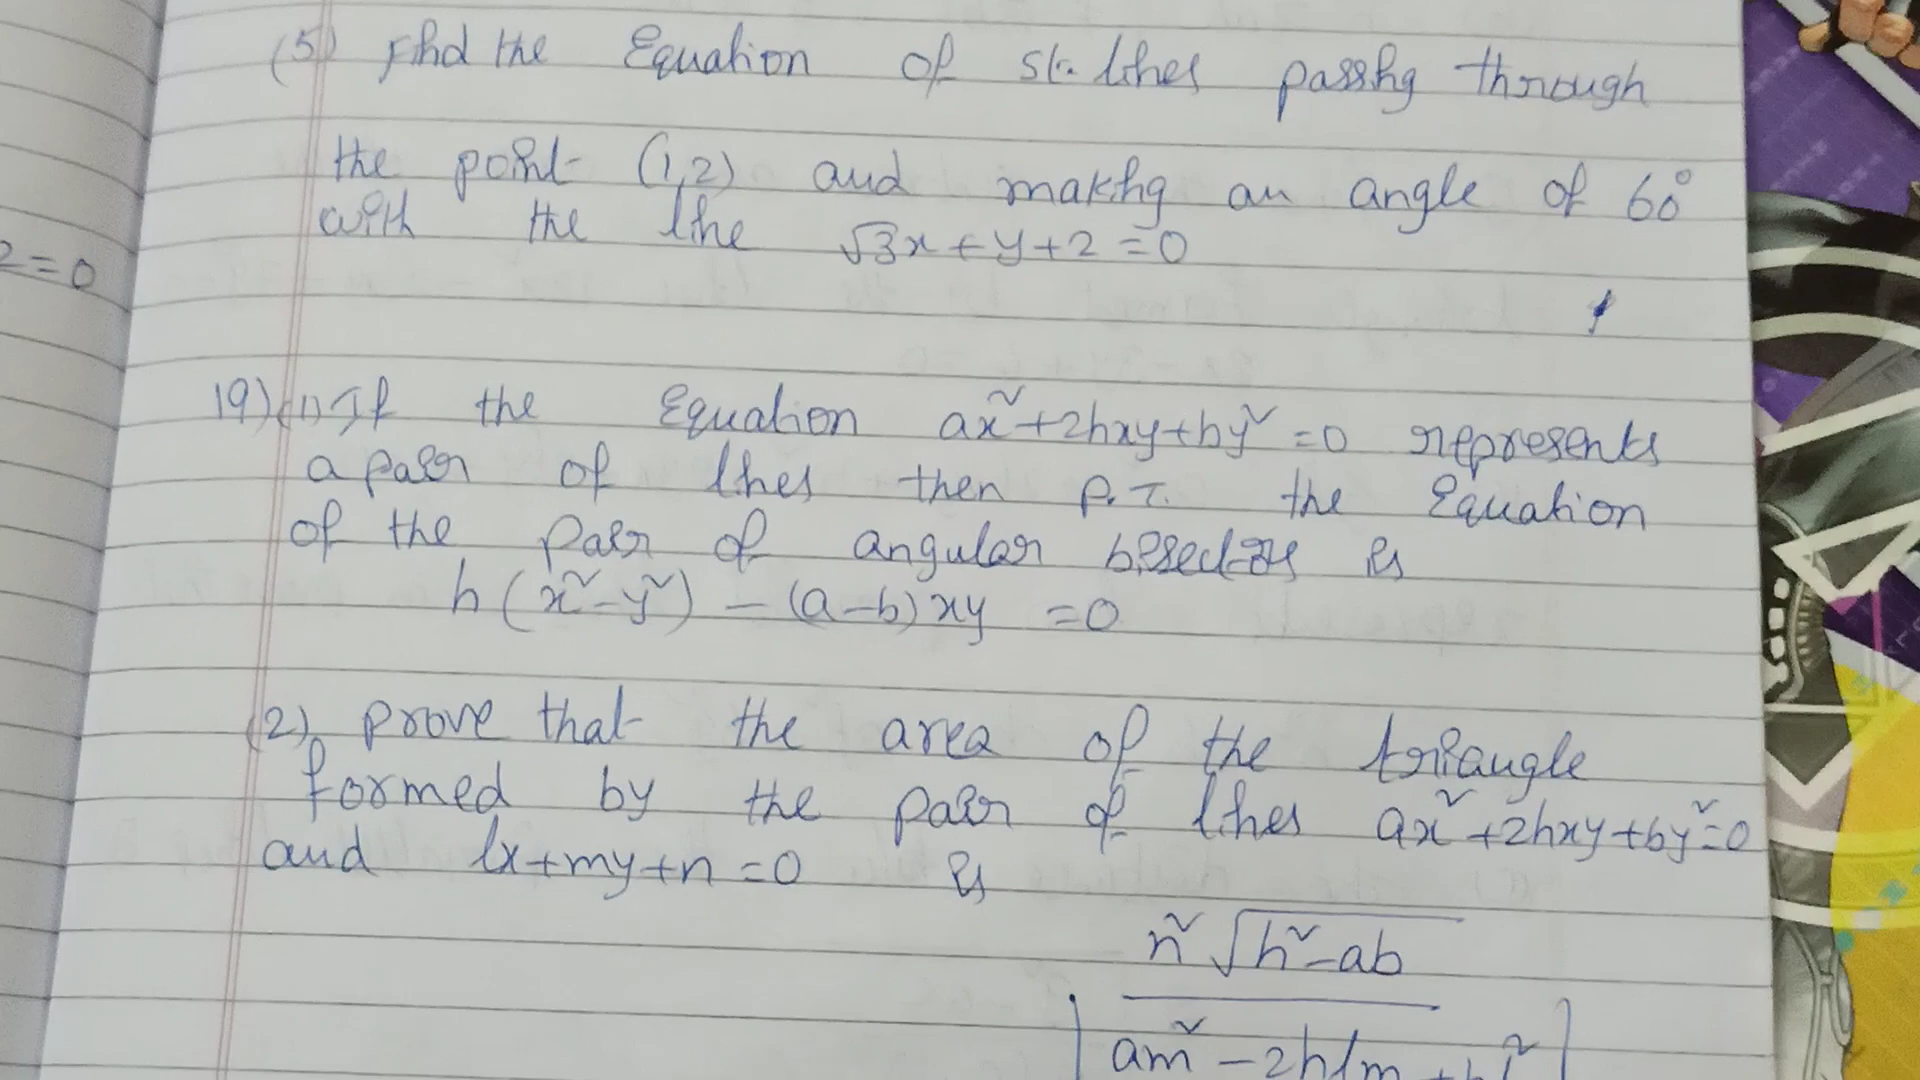 2=0
(5) Find the Equation of st. lines passing through
the point (1,2) and making an angle of 60°
with the line √3x+y+2=0
19)(1) If the Equation ax²+2hxy+by²=0 represents
a pair of lines then P.T. the Equation
of the pair of angular bisectors is
h(x²-y²) - (a-b)xy =0
(2). prove that the area of the triangle
formed by the pair of lines ax²+2hxy+by²=0
and lx+my+n=0 is
n²√h²-ab
am²-2hlm+bl²